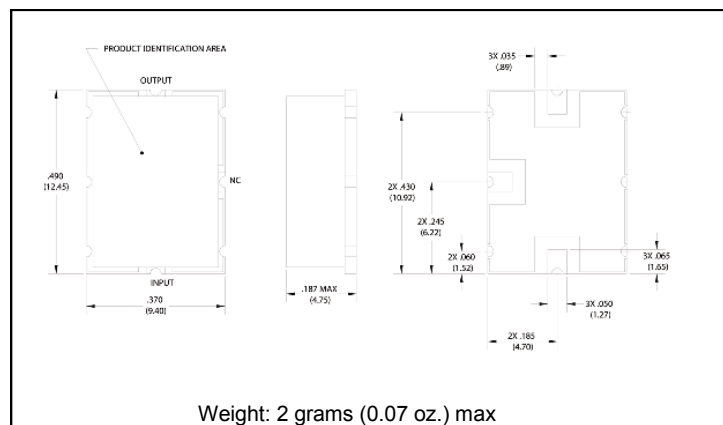 PRODUCT IDENTIFICATION AREA
OUTPUT
.490
(12.45)
NC
INPUT
.370
(9.40)
.187 MAX
(4.75)
3X .035
(.89)
2X .430
(10.92)
2X .245
(6.22)
2X .060
(1.52)
3X .065
(1.65)
3X .050
(1.27)
2X .185
(4.70)
Weight: 2 grams (0.07 oz.) max